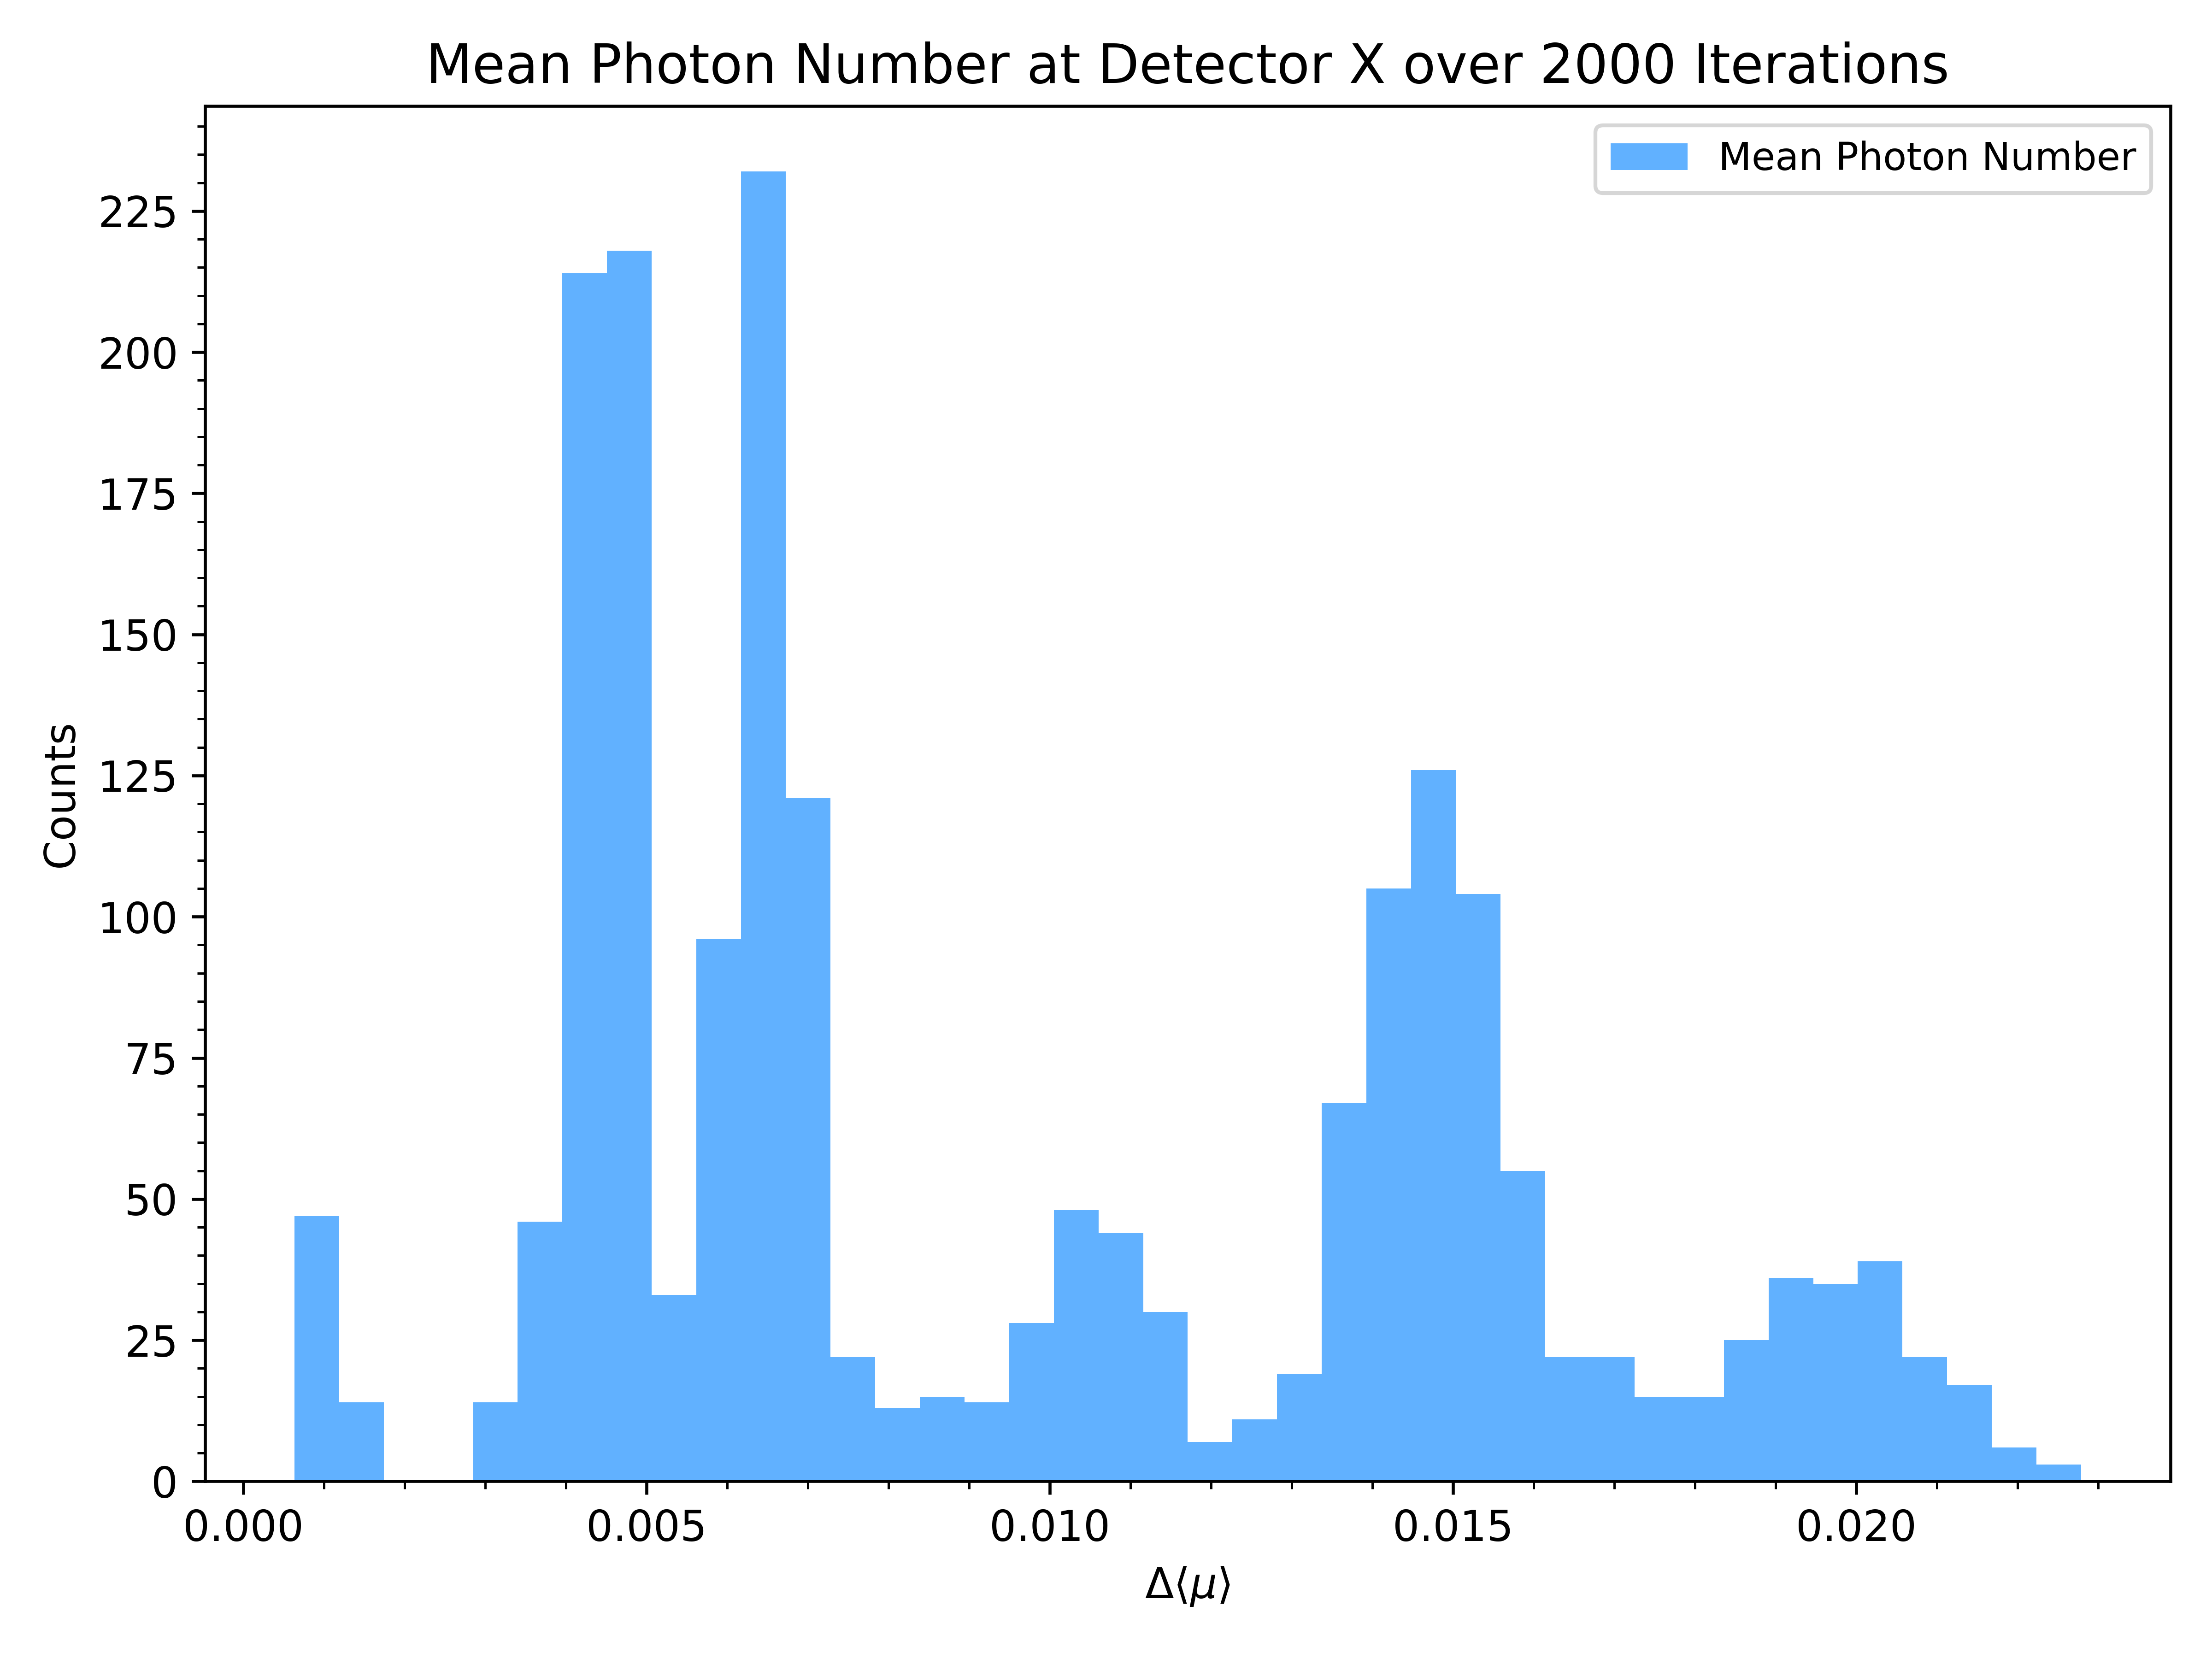 Mean Photon Number at Detector X over 2000 Iterations
Mean Photon Number
225
200
175
150
125
100
75
50
25
0
Counts
0.000 0.005 0.010 0.015 0.020
Δ⟨μ⟩